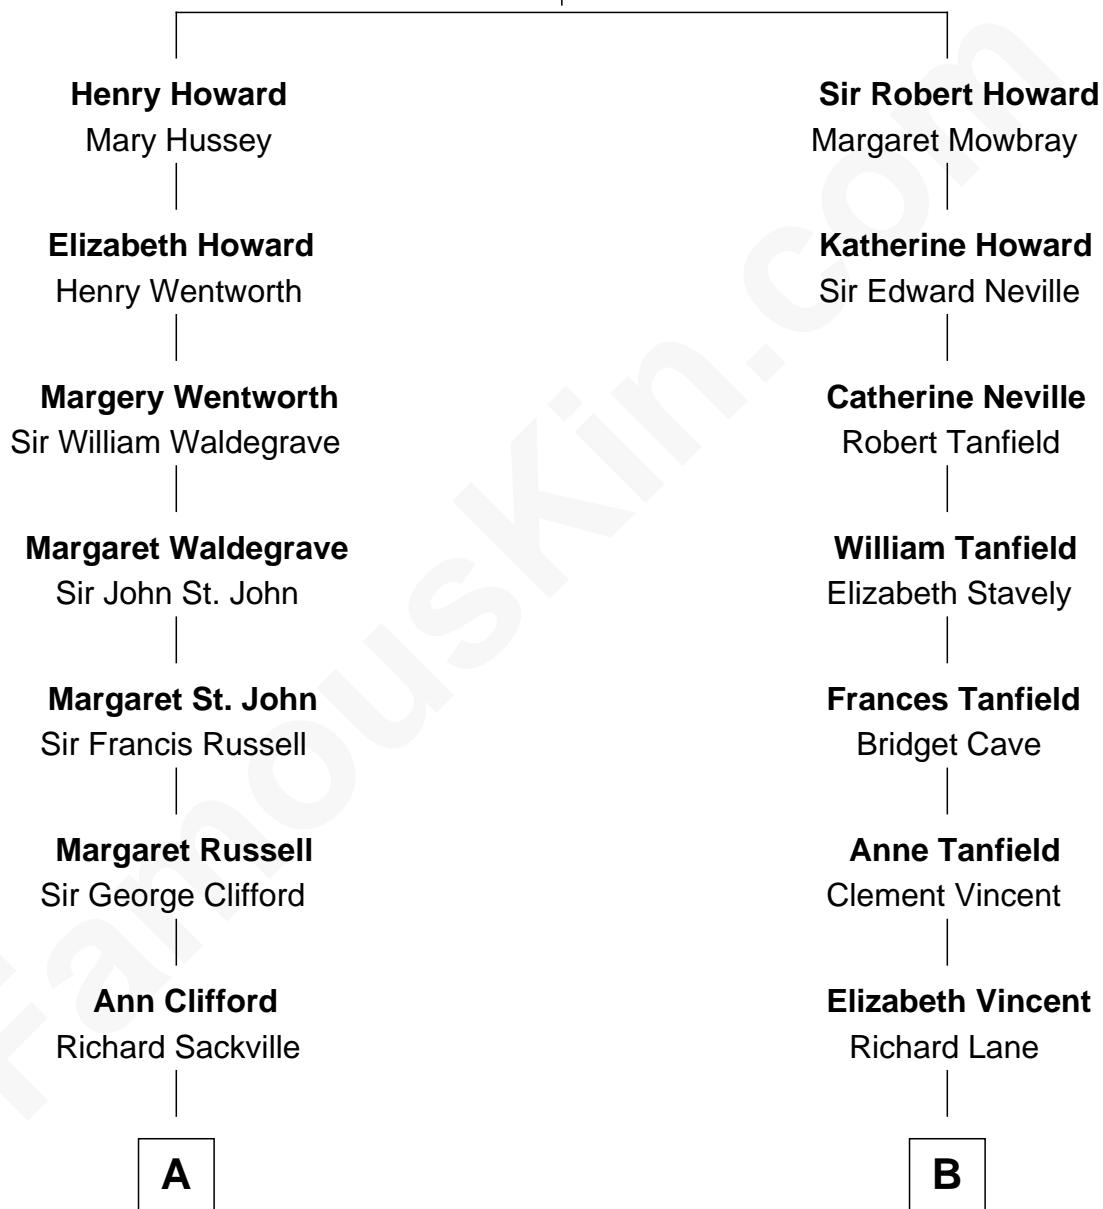 Henry Howard
Mary Hussey
Elizabeth Howard
Henry Wentworth
Margery Wentworth
Sir William Waldegrave
Margaret Waldegrave
Sir John St. John
Margaret St. John
Sir Francis Russell
Margaret Russell
Sir George Clifford
Ann Clifford
Richard Sackville
A
Sir Robert Howard
Margaret Mowbray
Katherine Howard
Sir Edward Neville
Catherine Neville
Robert Tanfield
William Tanfield
Elizabeth Stavely
Frances Tanfield
Bridget Cave
Anne Tanfield
Clement Vincent
Elizabeth Vincent
Richard Lane
B
FamousKin.com